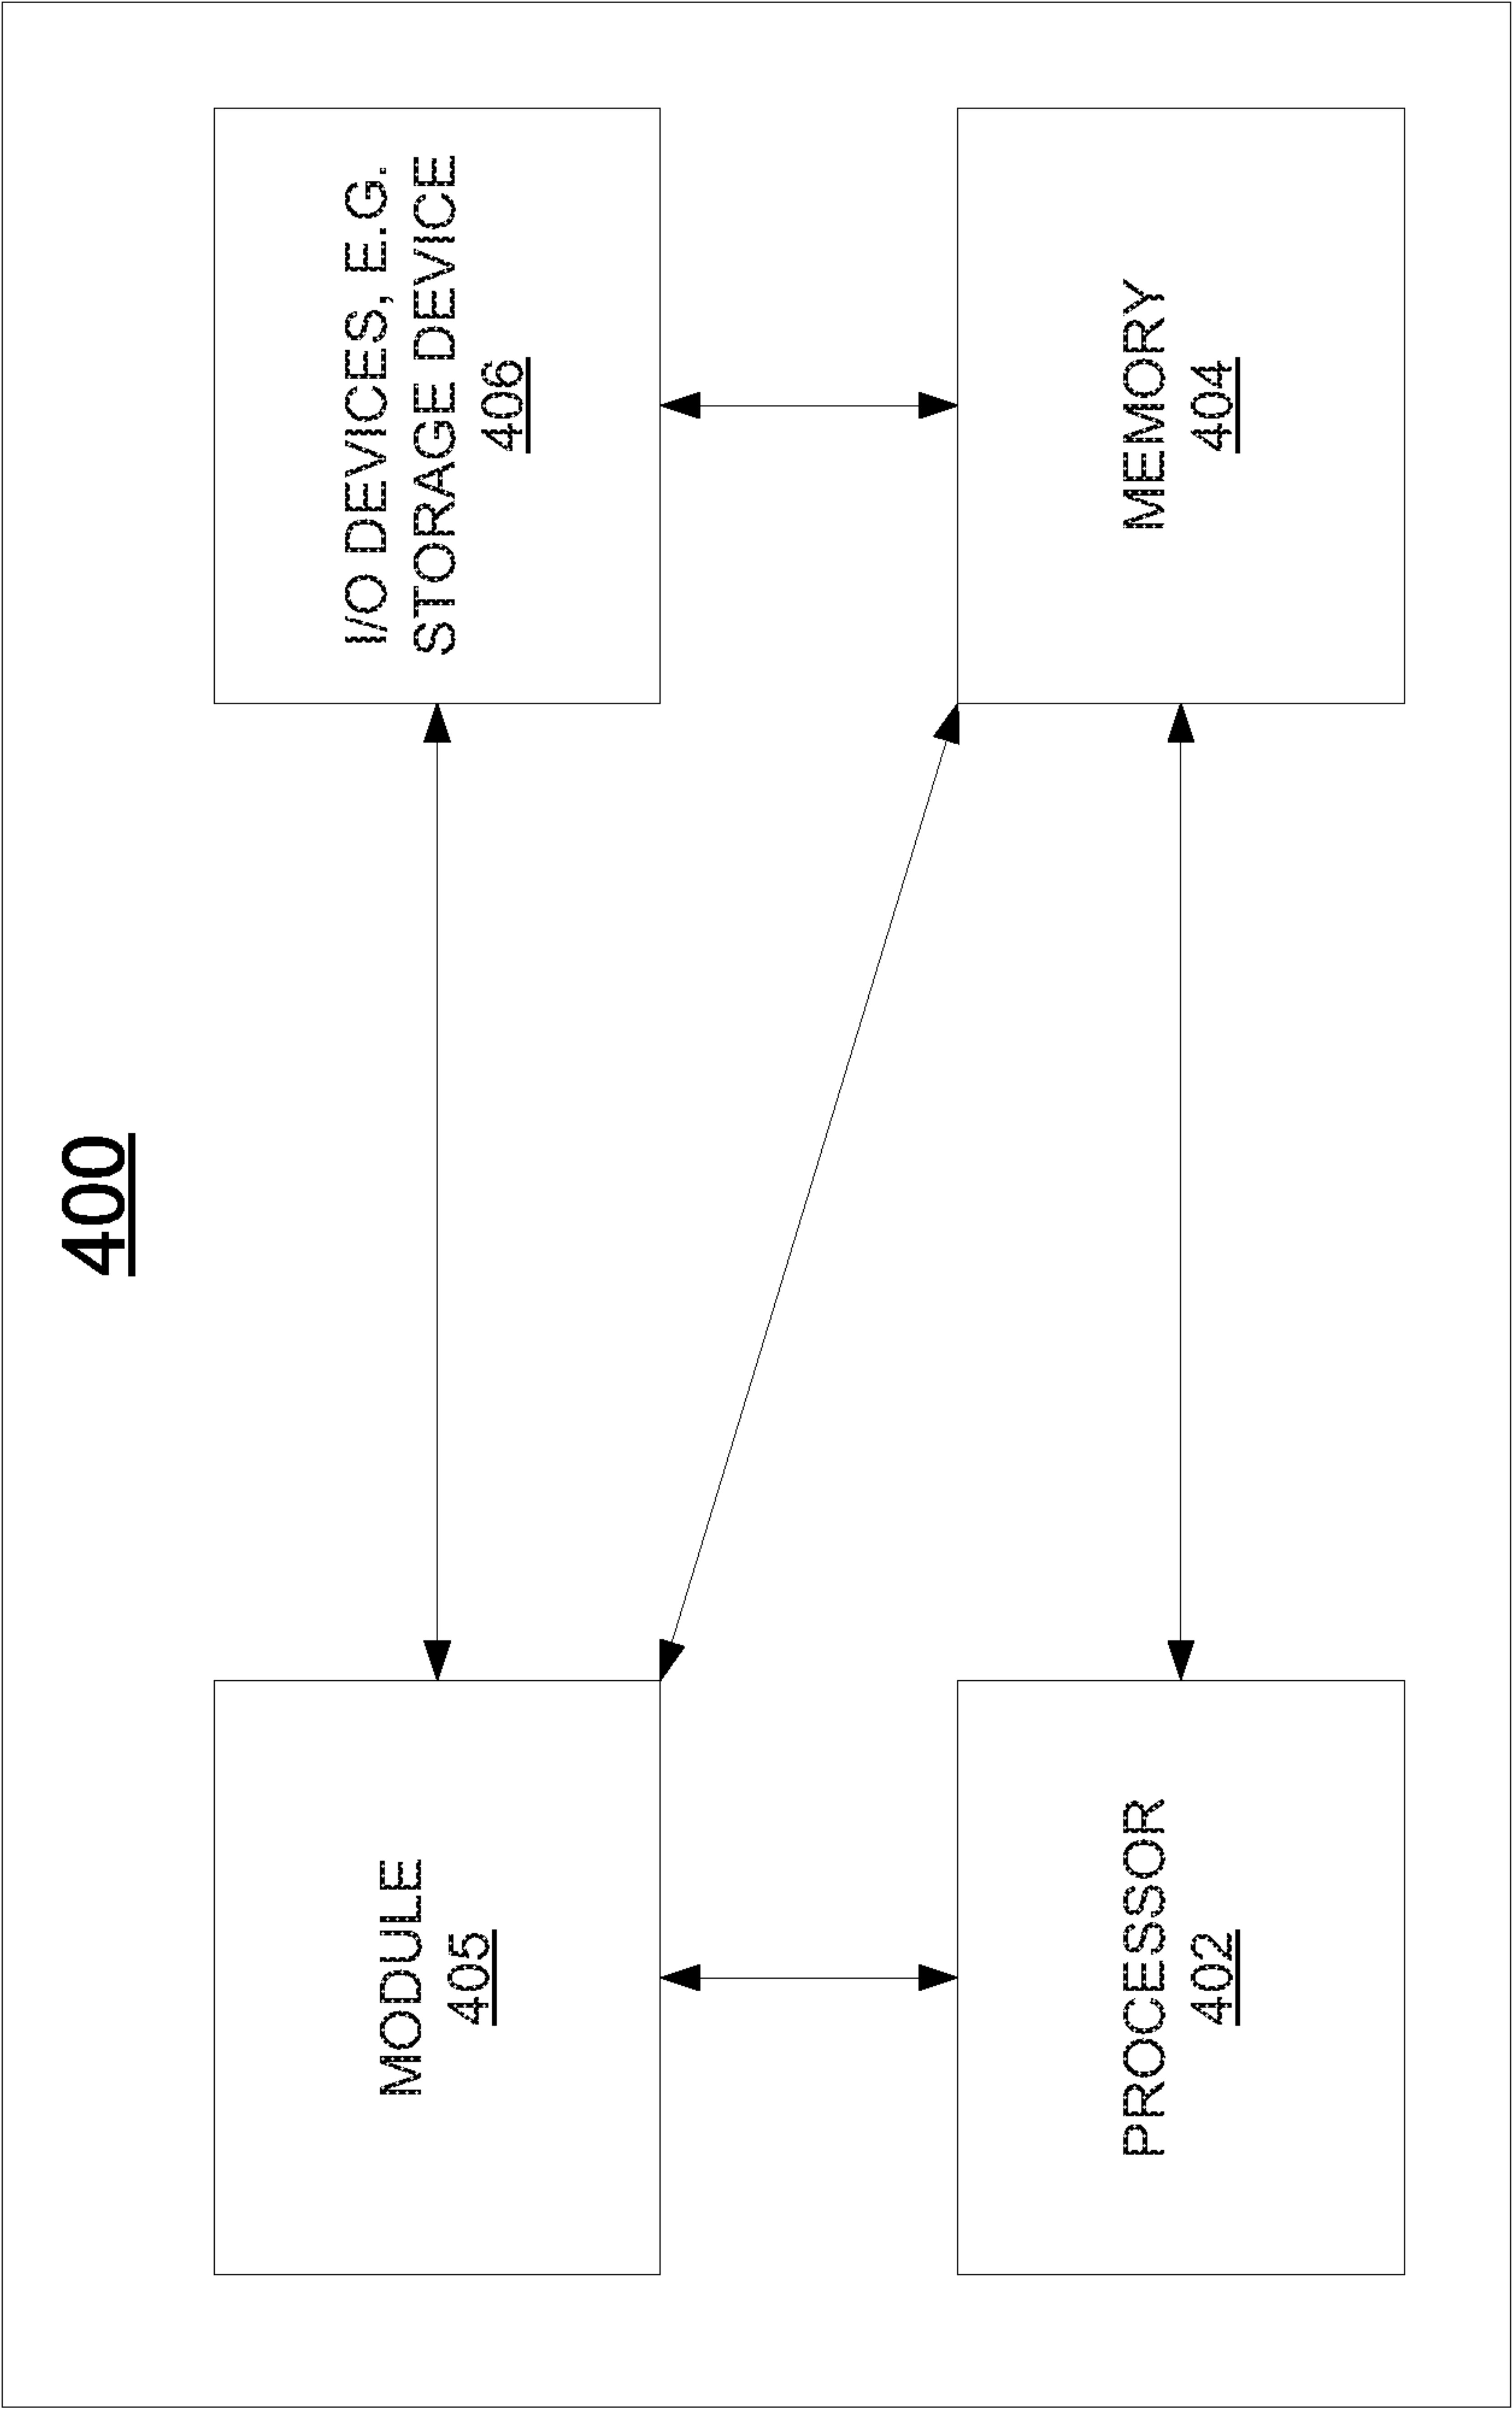 400
MODULE
405
I/O DEVICES, E.G.
STORAGE DEVICE
406
PROCESSOR
402
MEMORY
404